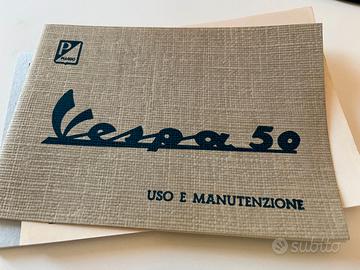 P
PIAGGIO
Vespa 50
USO E MANUTENZIONE
subito